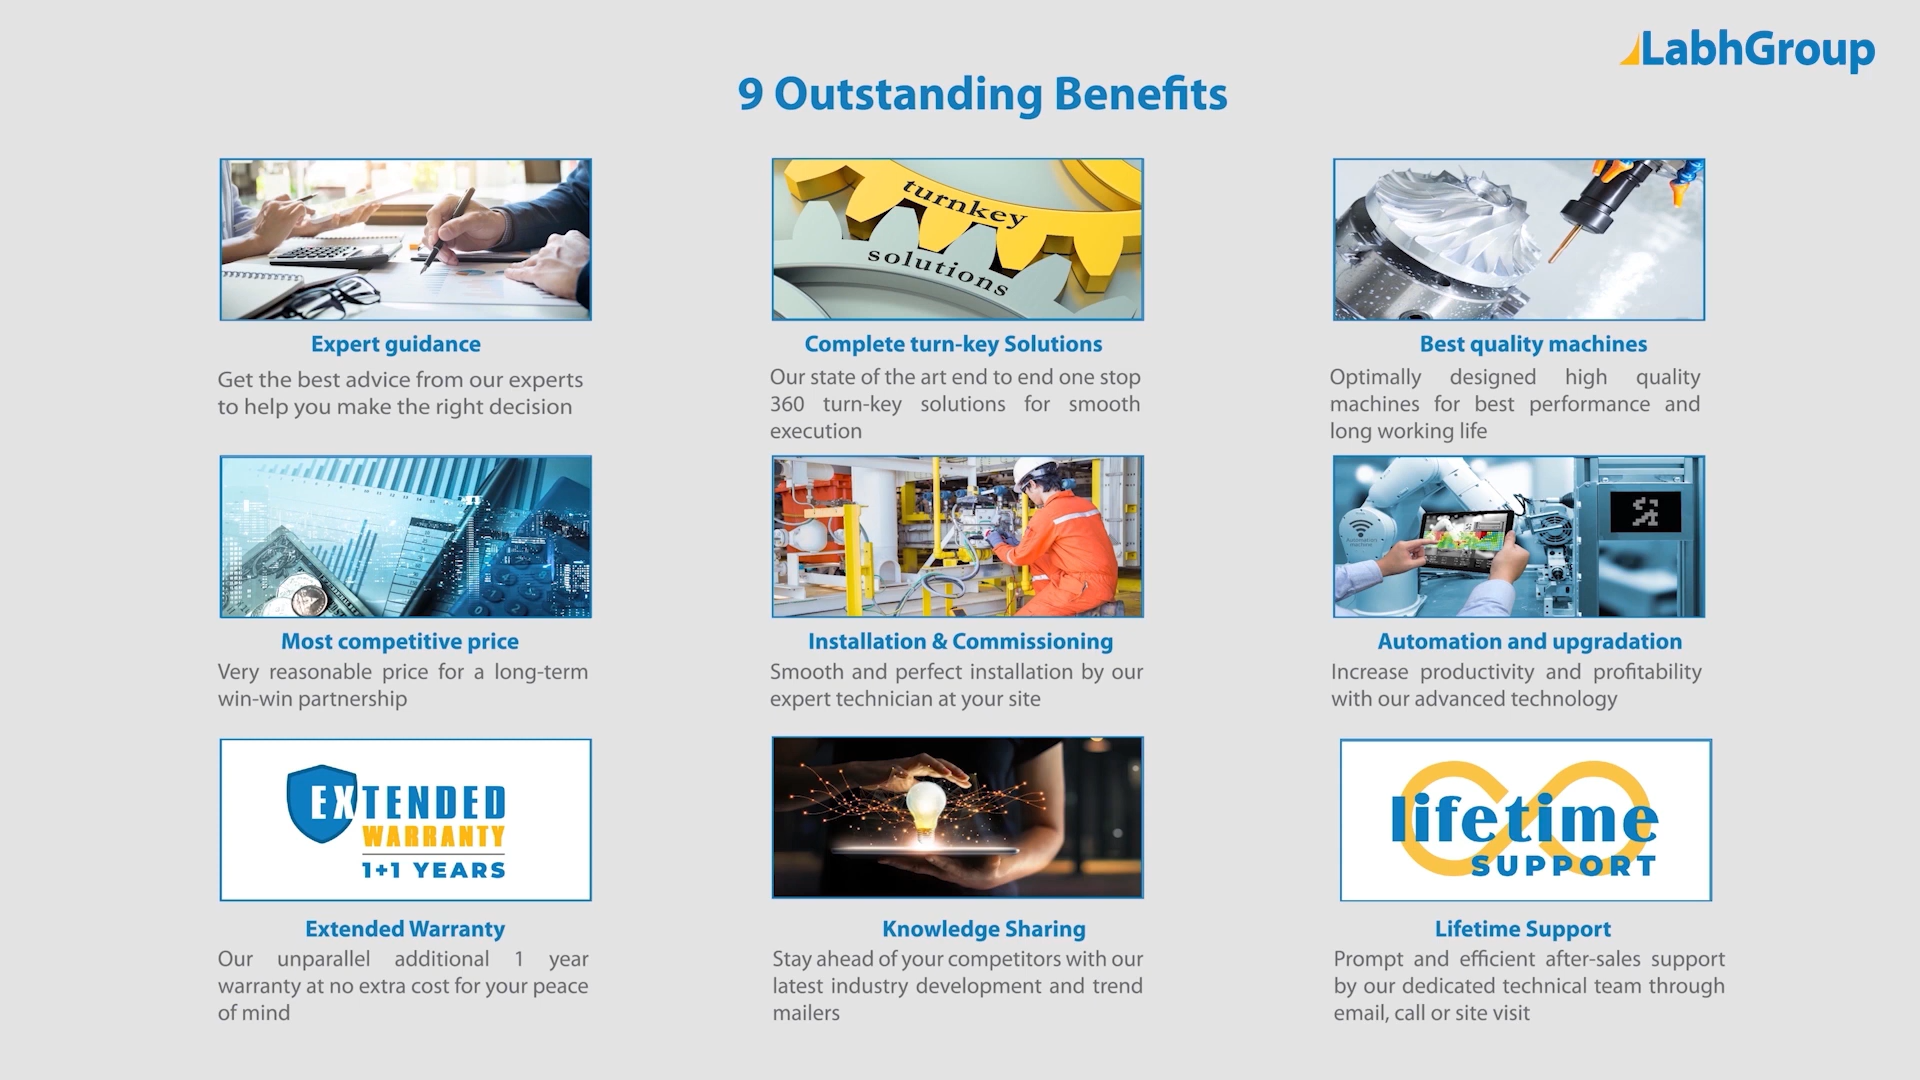 LabhGroup
9 Outstanding Benefits
turnkey
solutions
Expert guidance
Get the best advice from our experts
to help you make the right decision
Complete turn-key Solutions
Our state of the art end to end one stop
360 turn-key solutions for smooth
execution
Best quality machines
Optimally designed high quality
machines for best performance and
long working life
Automation
machine
Most competitive price
Very reasonable price for a long-term
win-win partnership
Installation & Commissioning
Smooth and perfect installation by our
expert technician at your site
Automation and upgradation
Increase productivity and profitability
with our advanced technology
EXTENDED
WARRANTY
1+1 YEARS
lifetime
SUPPORT
Extended Warranty
Our unparallel additional 1 year
warranty at no extra cost for your peace
of mind
Knowledge Sharing
Stay ahead of your competitors with our
latest industry development and trend
mailers
Lifetime Support
Prompt and efficient after-sales support
by our dedicated technical team through
email, call or site visit